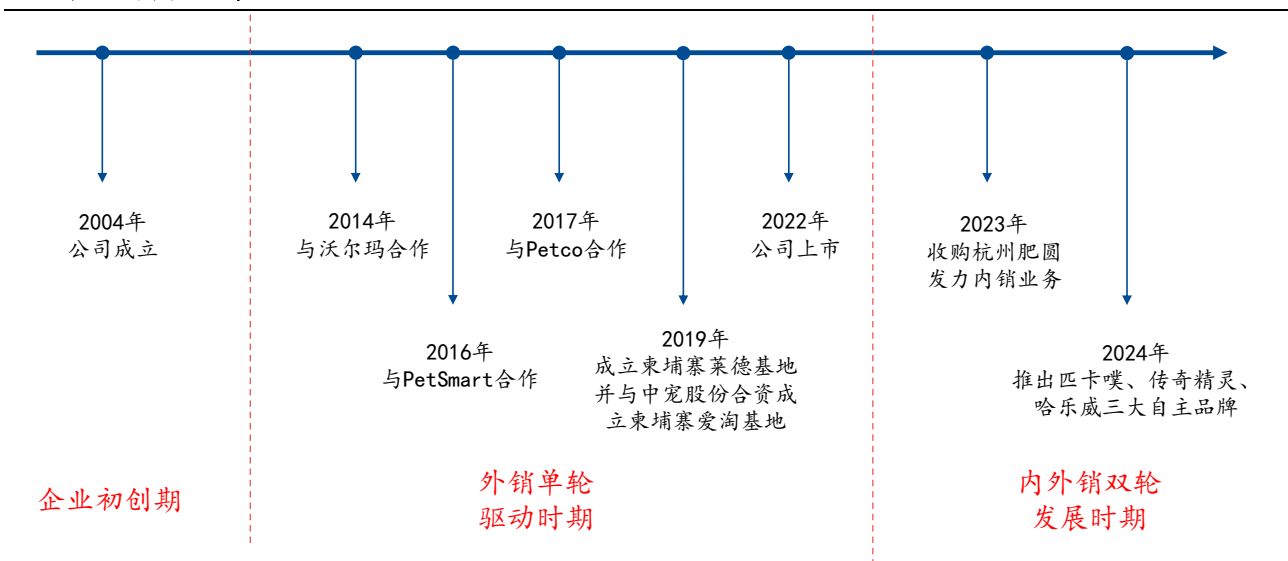 2004年
公司成立
2014年
与沃尔玛合作
2016年
与PetSmart合作
2017年
与Petco合作
2019年
成立柬埔寨莱德基地
并与中宠股份合资成
立柬埔寨爱淘基地
2022年
公司上市
2023年
收购杭州肥圆
发力内销业务
2024年
推出匹卡噗、传奇精灵、
哈乐威三大自主品牌
企业初创期
外销单轮
驱动时期
内外销双轮
发展时期